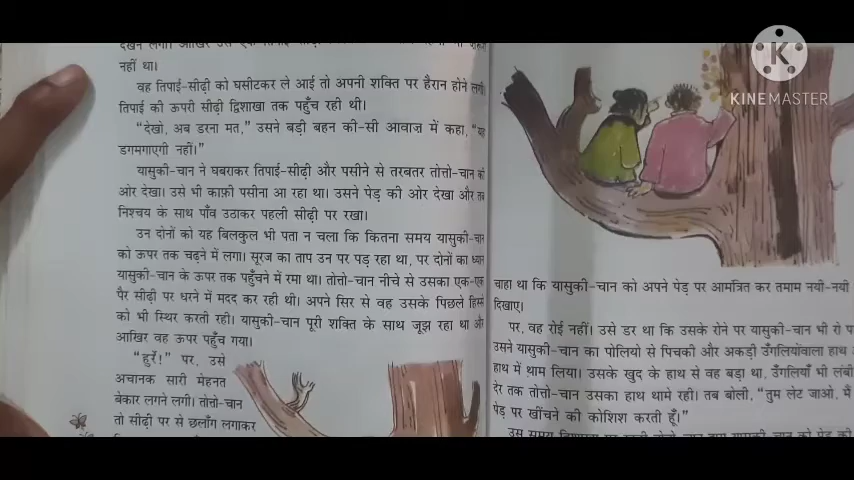 नहीं था।
वह तिपाई-सीढ़ी को घसीटकर ले आई तो अपनी शक्ति पर हैरान होने लगी
तिपाई की ऊपरी सीढ़ी द्विशाखा तक पहुँच रही थी।
“देखो, अब डरना मत,” उसने बड़ी बहन की-सी आवाज़ में कहा, “यह
डगमगाएगी नहीं।”
यासुकी-चान ने घबराकर तिपाई-सीढ़ी और पसीने से तरबतर तोत्तो-चान की
ओर देखा। उसे भी काफ़ी पसीना आ रहा था। उसने पेड़ की ओर देखा और तब
निश्चय के साथ पाँव उठाकर पहली सीढ़ी पर रखा।
उन दोनों को यह बिलकुल भी पता न चला कि कितना समय यासुकी-चान
को ऊपर तक चढ़ने में लगा। सूरज का ताप उन पर पड़ रहा था, पर दोनों का ध्यान
यासुकी-चान के ऊपर तक पहुँचने में रमा था। तोत्तो-चान नीचे से उसका एक-एक
पैर सीढ़ी पर धरने में मदद कर रही थी। अपने सिर से वह उसके पिछले हिस्से
को भी स्थिर करती रही। यासुकी-चान पूरी शक्ति के साथ जूझ रहा था और
आखिर वह ऊपर पहुँच गया।
“हुर्रे!” पर, उसे
अचानक सारी मेहनत
बेकार लगने लगी। तोत्तो-चान
तो सीढ़ी पर से छलाँग लगाकर
चाहा था कि यासुकी-चान को अपने पेड़ पर आमंत्रित कर तमाम नयी-नयी
दिखाए।
पर, वह रोई नहीं। उसे डर था कि उसके रोने पर यासुकी-चान भी रो
उसने यासुकी-चान का पोलियो से पिचकी और अकड़ी उँगलियोंवाला हाथ
हाथ में थाम लिया। उसके खुद के हाथ से वह बड़ा था, उँगलियाँ भी लंबी
देर तक तोत्तो-चान उसका हाथ थामे रही। तब बोली, “तुम लेट जाओ, मैं
पेड़ पर खींचने की कोशिश करती हूँ।”
उस समय
K
KINEMASTER